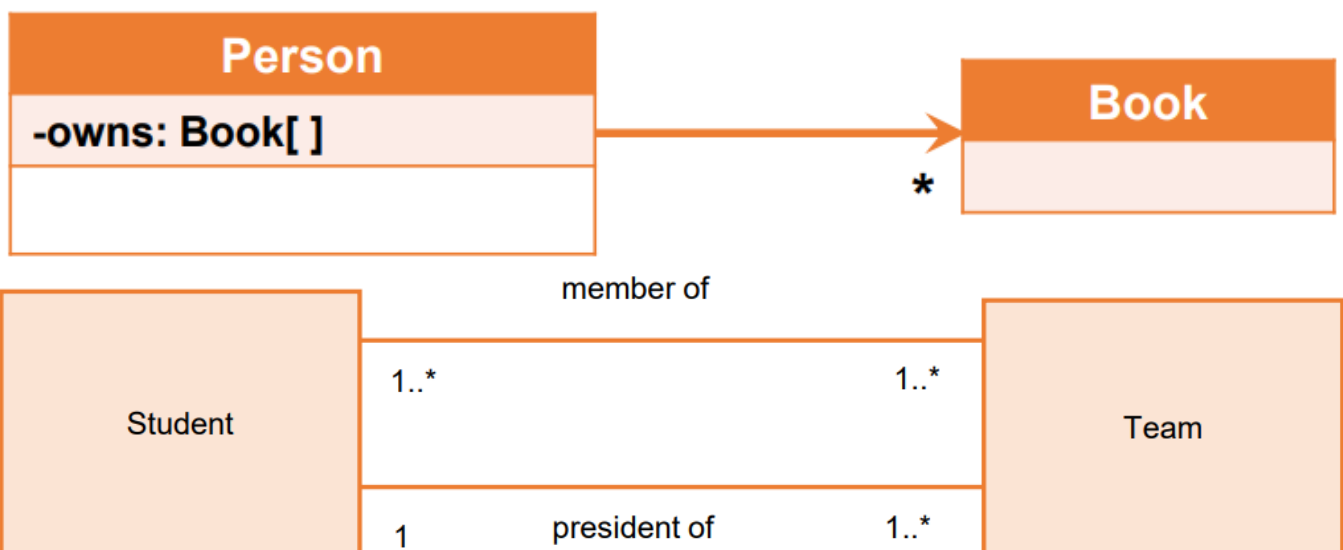 Person
-owns: Book[ ]
Book
*
member of
1..*
1..*
Student
Team
1
president of
1..*